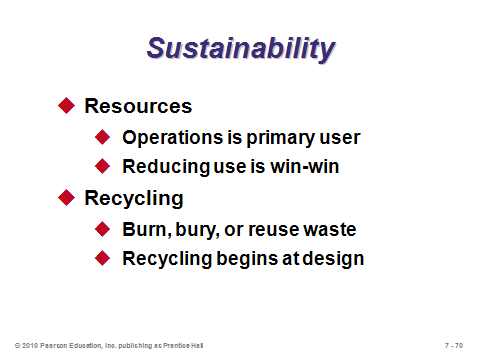 Sustainability
Resources
Operations is primary user
Reducing use is win-win
Recycling
Burn, bury, or reuse waste
Recycling begins at design
© 2010 Pearson Education, Inc. publishing as Prentice Hall
7 - 70